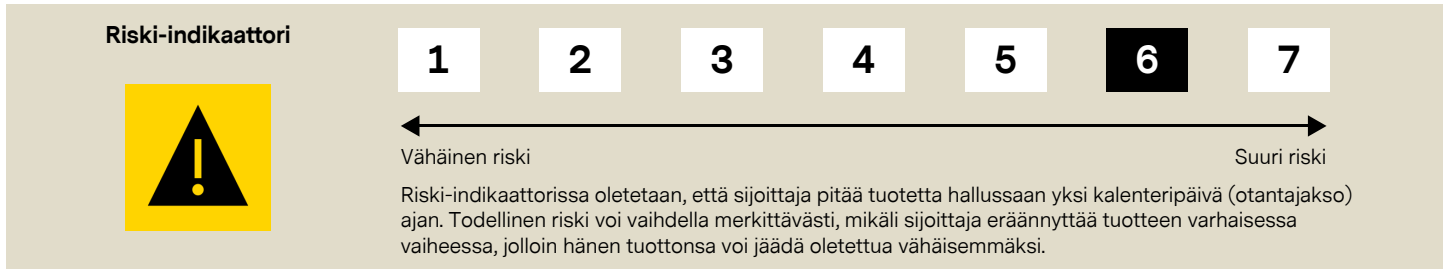 Riski-indikaattori
1 2 3 4 5 6 7
!
Vähäinen riski Suuri riski
Riski-indikaattorissa oletetaan, että sijoittaja pitää tuotetta hallussaan yksi kalenteripäivä (otantajakso)
ajan. Todellinen riski voi vaihdella merkittävästi, mikäli sijoittaja eräännyttää tuotteen varhaisessa
vaiheessa, jolloin hänen tuottonsa voi jäädä oletettua vähäisemmäksi.